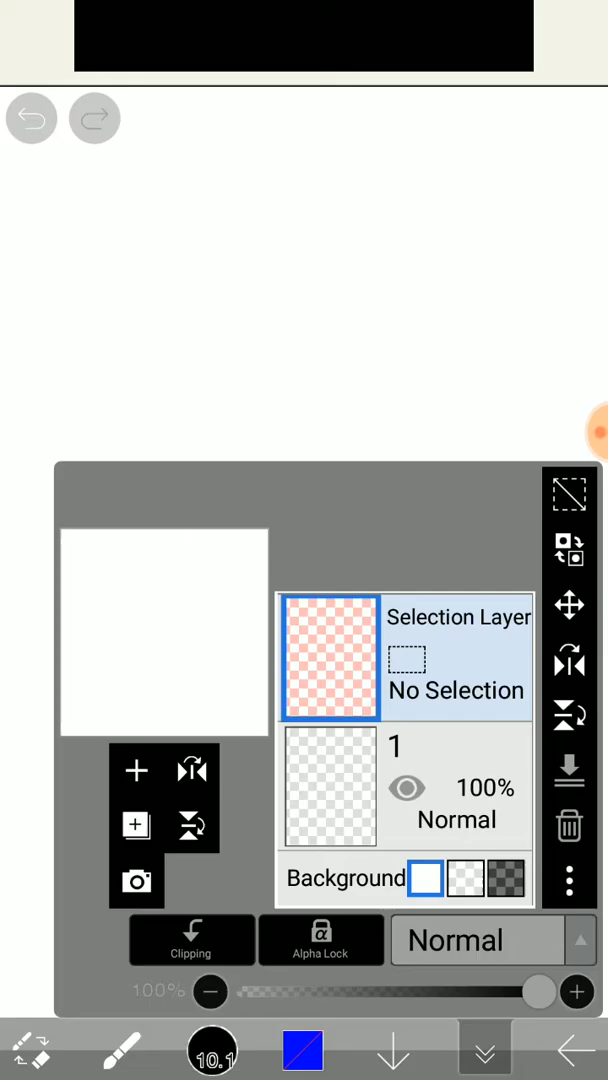 Selection Layer
No Selection
1
100%
Normal
Background
Clipping
Alpha Lock
Normal
100%
10.1